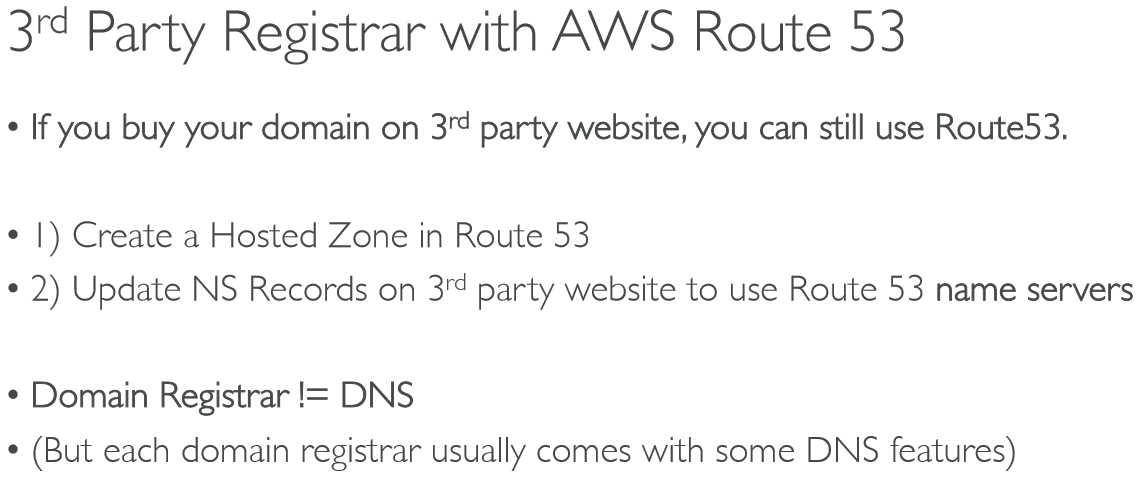 3rd Party Registrar with AWS Route 53
• If you buy your domain on 3rd party website, you can still use Route53.
• 1) Create a Hosted Zone in Route 53
• 2) Update NS Records on 3rd party website to use Route 53 name servers
• Domain Registrar != DNS
• (But each domain registrar usually comes with some DNS features)